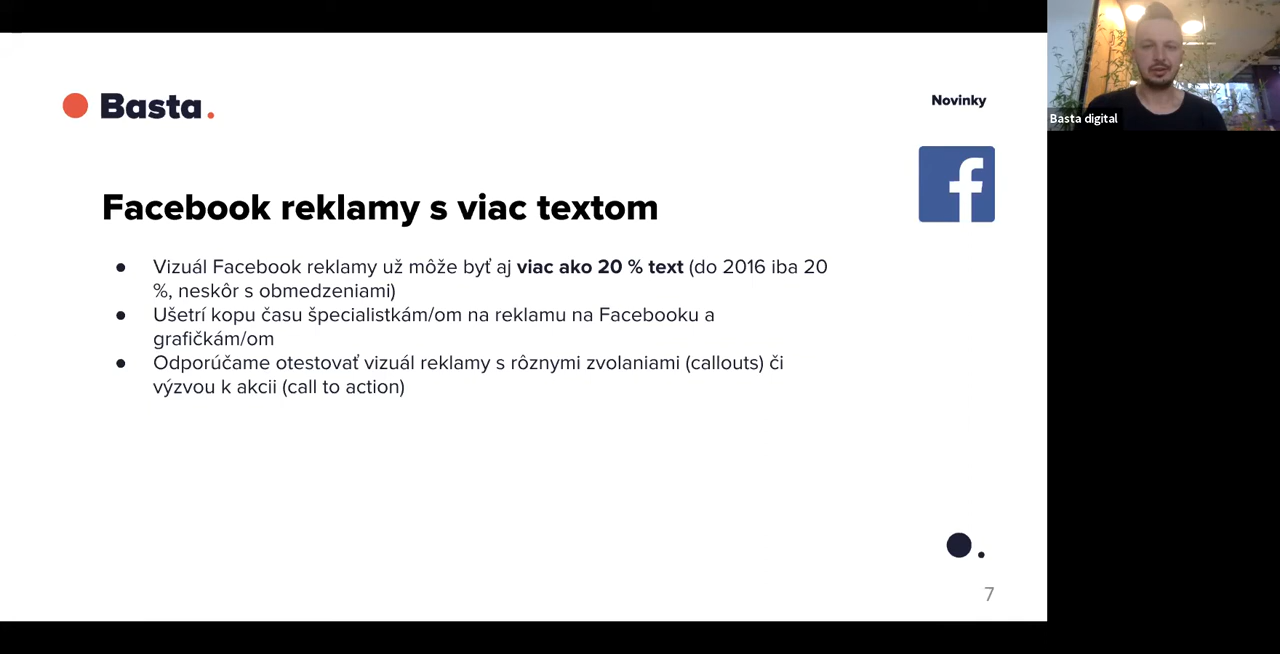 Basta.
Novinky
Facebook reklamy s viac textom
● Vizuál Facebook reklamy už môže byť aj viac ako 20 % text (do 2016 iba 20
%, neskôr s obmedzeniami)
● Ušetrí kopu času špecialistkám/om na reklamu na Facebooku a
grafičkám/om
● Odporúčame otestovať vizuál reklamy s rôznymi zvolaniami (callouts) či
výzvou k akcii (call to action)
7
Basta digital